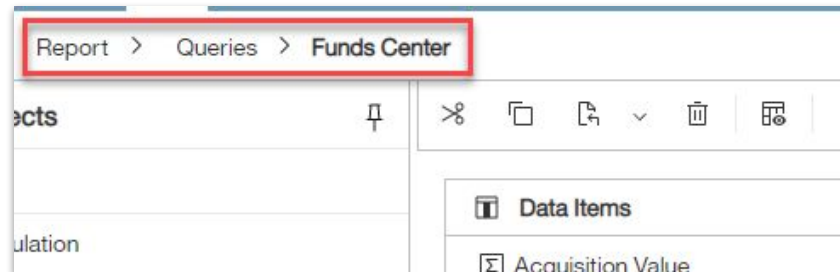 Report > Queries > Funds Center
ects
Data Items
ulation
Acquisition Value